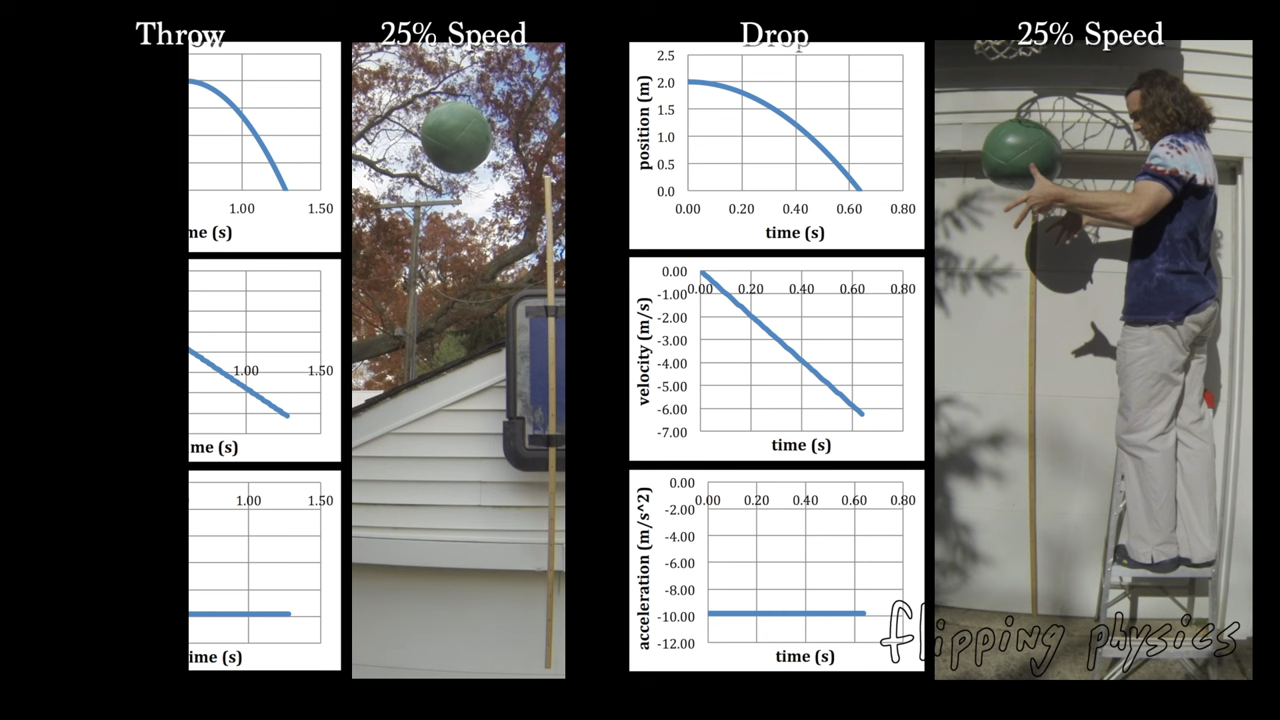 Throw
25% Speed
Drop
25% Speed
1.00 1.50
me (s)
1.00 1.50
me (s)
1.00 1.50
ime (s)
position (m)
2.5
2.0
1.5
1.0
0.5
0.0
0.00 0.20 0.40 0.60 0.80
time (s)
velocity (m/s)
0.00
0.00 0.20 0.40 0.60 0.80
-1.00
-2.00
-3.00
-4.00
-5.00
-6.00
-7.00
time (s)
acceleration (m/s^2)
0.00
0.00 0.20 0.40 0.60 0.80
-2.00
-4.00
-6.00
-8.00
-10.00
-12.00
time (s)
flipping physics